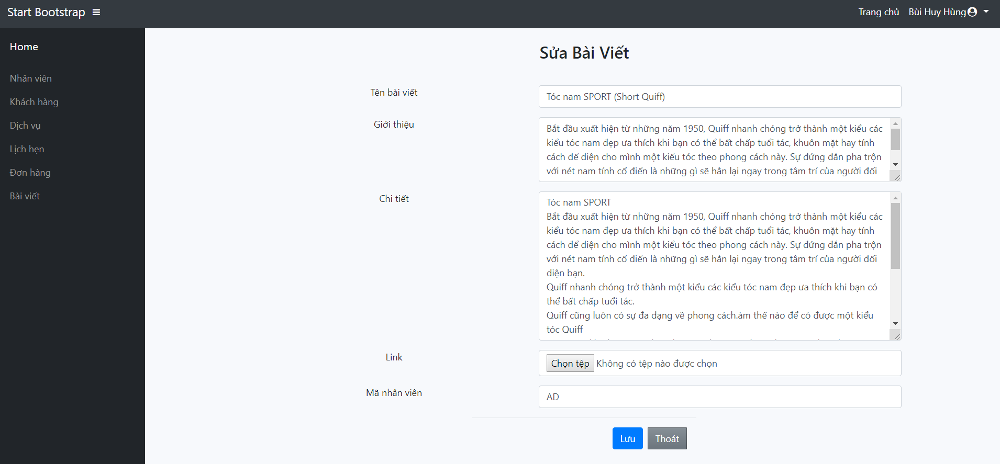 Start Bootstrap
Trang chủ
Bùi Huy Hùng
Home
Nhân viên
Khách hàng
Dịch vụ
Lịch hẹn
Đơn hàng
Bài viết
Sửa Bài Viết
Tên bài viết
Tóc nam SPORT (Short Quiff)
Giới thiệu
Bắt đầu xuất hiện từ những năm 1950, Quiff nhanh chóng trở thành một kiểu các
kiểu tóc nam đẹp ưa thích khi bạn có thể bất chấp tuổi tác, khuôn mặt hay tính
cách để diện cho mình một kiểu tóc theo phong cách này. Sự đứng đắn pha trộn
với nét nam tính cổ điển là những gì sẽ hằn lại ngay trong tâm trí của người đối
Chi tiết
Tóc nam SPORT
Bắt đầu xuất hiện từ những năm 1950, Quiff nhanh chóng trở thành một kiểu các
kiểu tóc nam đẹp ưa thích khi bạn có thể bất chấp tuổi tác, khuôn mặt hay tính
cách để diện cho mình một kiểu tóc theo phong cách này. Sự đứng đắn pha trộn
với nét nam tính cổ điển là những gì sẽ hằn lại ngay trong tâm trí của người đối
diện bạn.
Quiff nhanh chóng trở thành một kiểu các kiểu tóc nam đẹp ưa thích khi bạn có
thể bất chấp tuổi tác.
Quiff cũng luôn có sự đa dạng về phong cách.àm thế nào để có được một kiểu
tóc Quiff
Link
Chọn tệp Không có tệp nào được chọn
Mã nhân viên
AD
Lưu
Thoát